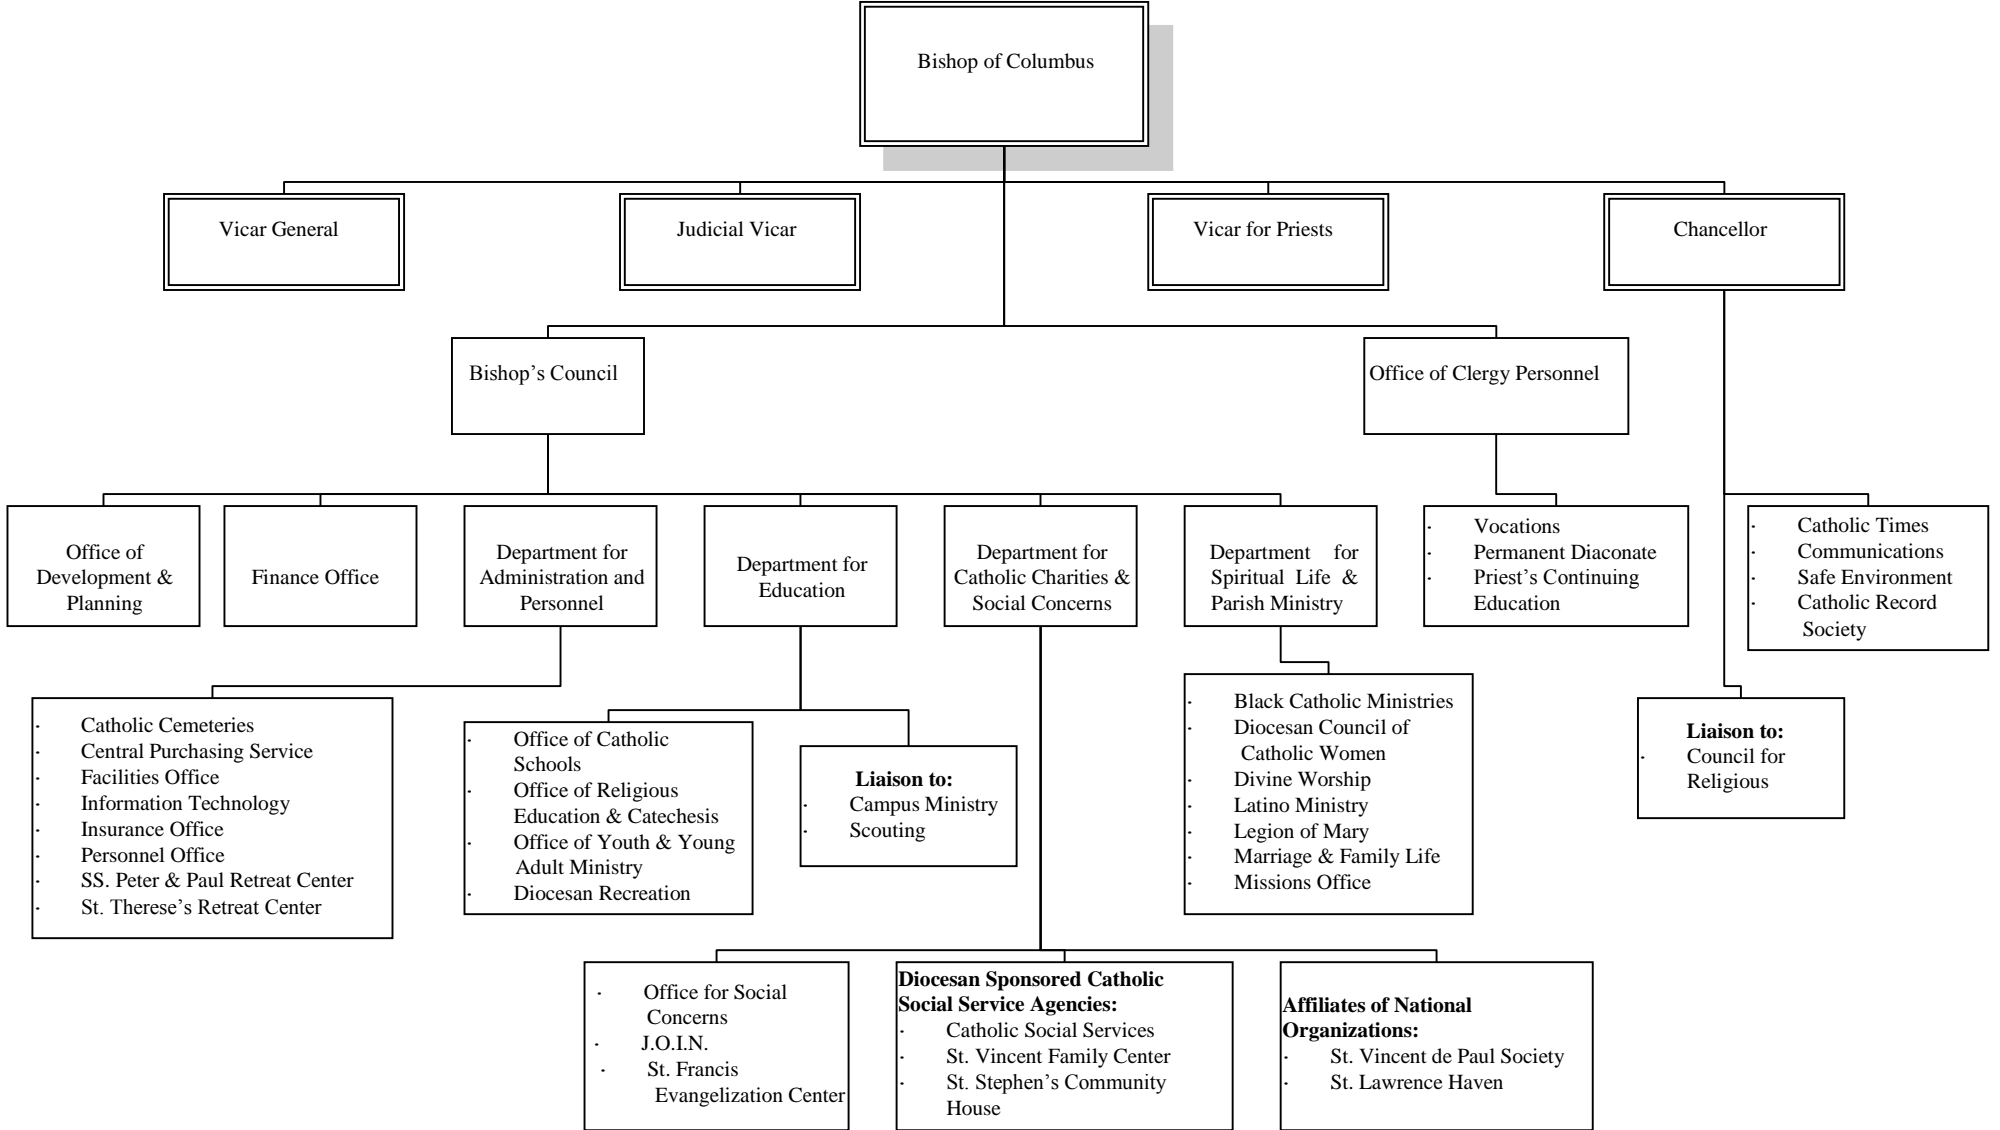 Bishop of Columbus
Vicar General
Judicial Vicar
Vicar for Priests
Chancellor
Bishop’s Council
Office of Clergy Personnel
Office of
Development &
Planning
Finance Office
Department for
Administration and
Personnel
Department for
Education
Department for
Catholic Charities &
Social Concerns
Department for
Spiritual Life &
Parish Ministry
· Vocations
· Permanent Diaconate
· Priest’s Continuing
Education
· Catholic Times
· Communications
· Safe Environment
· Catholic Record
Society
· Catholic Cemeteries
· Central Purchasing Service
· Facilities Office
· Information Technology
· Insurance Office
· Personnel Office
· SS. Peter & Paul Retreat Center
· St. Therese’s Retreat Center
· Office of Catholic
Schools
· Office of Religious
Education & Catechesis
· Office of Youth & Young
Adult Ministry
· Diocesan Recreation
Liaison to:
· Campus Ministry
· Scouting
· Black Catholic Ministries
· Diocesan Council of
Catholic Women
· Divine Worship
· Latino Ministry
· Legion of Mary
· Marriage & Family Life
· Missions Office
Liaison to:
· Council for
Religious
· Office for Social
Concerns
· J.O.I.N.
· St. Francis
Evangelization Center
Diocesan Sponsored Catholic
Social Service Agencies:
· Catholic Social Services
· St. Vincent Family Center
· St. Stephen’s Community
House
Affiliates of National
Organizations:
· St. Vincent de Paul Society
· St. Lawrence Haven